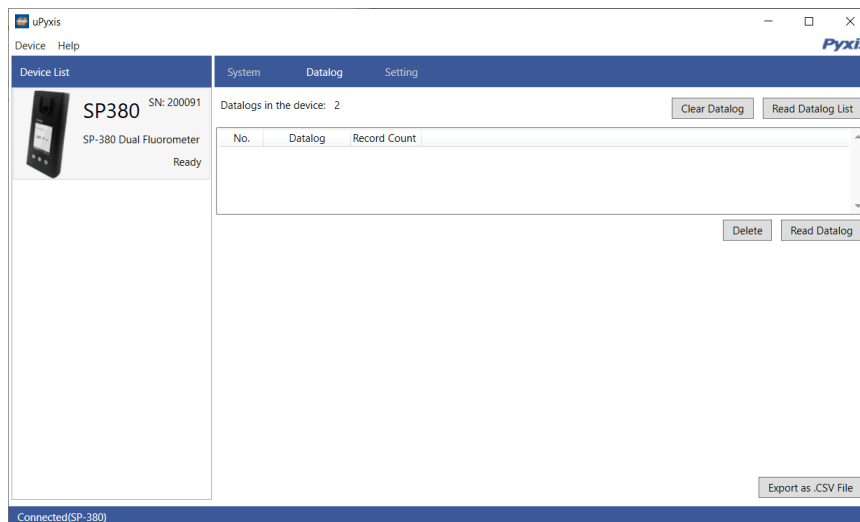 uPyxis
Device Help
Pyxis
Device List
System Datalog Setting
SP380 SN: 200091
SP-380 Dual Fluorometer
Ready
Datalogs in the device: 2
Clear Datalog Read Datalog List
No. Datalog Record Count
Delete Read Datalog
Export as .CSV File
Connected(SP-380)